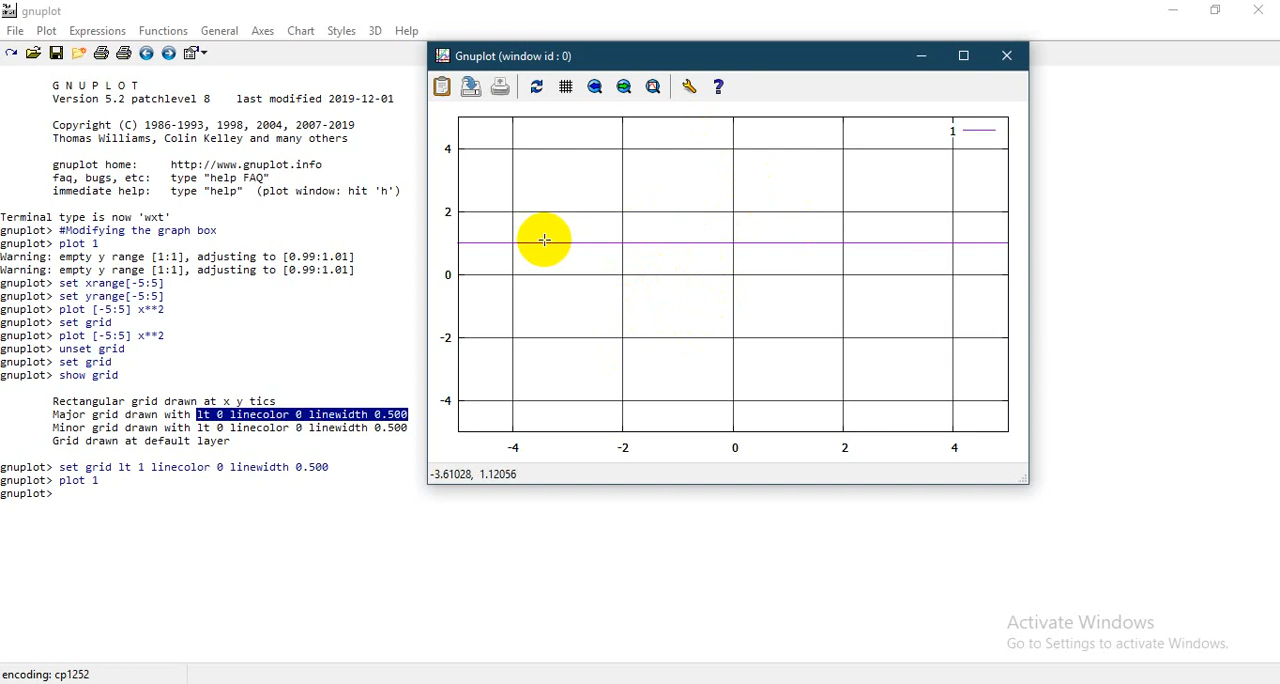 gnuplot
File Plot Expressions Functions General Axes Chart Styles 3D Help
G N U P L O T
Version 5.2 patchlevel 8    last modified 2019-12-01
Copyright (C) 1986-1993, 1998, 2004, 2007-2019
Thomas Williams, Colin Kelley and many others
gnuplot home:     http://www.gnuplot.info
faq, bugs, etc:   type "help FAQ"
immediate help:   type "help"  (plot window: hit 'h')
Terminal type is now 'wxt'
gnuplot> #Modifying the graph box
gnuplot> plot 1
Warning: empty y range [1:1], adjusting to [0.99:1.01]
Warning: empty y range [1:1], adjusting to [0.99:1.01]
gnuplot> set xrange[-5:5]
gnuplot> set yrange[-5:5]
gnuplot> plot [-5:5] x**2
gnuplot> set grid
gnuplot> plot [-5:5] x**2
gnuplot> unset grid
gnuplot> set grid
gnuplot> show grid
Rectangular grid drawn at x y tics
Major grid drawn with lt 0 linecolor 0 linewidth 0.500
Minor grid drawn with lt 0 linecolor 0 linewidth 0.500
Grid drawn at default layer
gnuplot> set grid lt 1 linecolor 0 linewidth 0.500
gnuplot> plot 1
gnuplot>
Gnuplot (window id : 0)
1
4
2
0
-2
-4
-4 -2 0 2 4
-3.61028, 1.12056
Activate Windows
Go to Settings to activate Windows.
encoding: cp1252